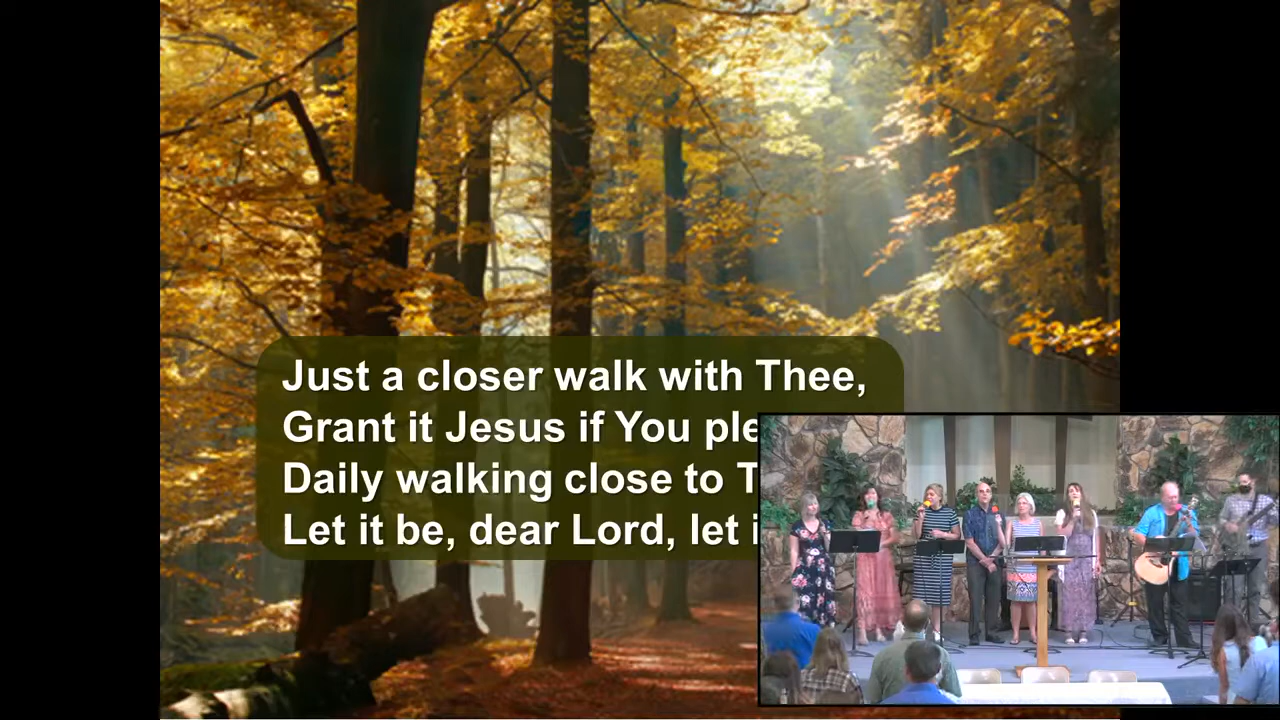 Just a closer walk with Thee,
Grant it Jesus if You ple
Daily walking close to T
Let it be, dear Lord, let i